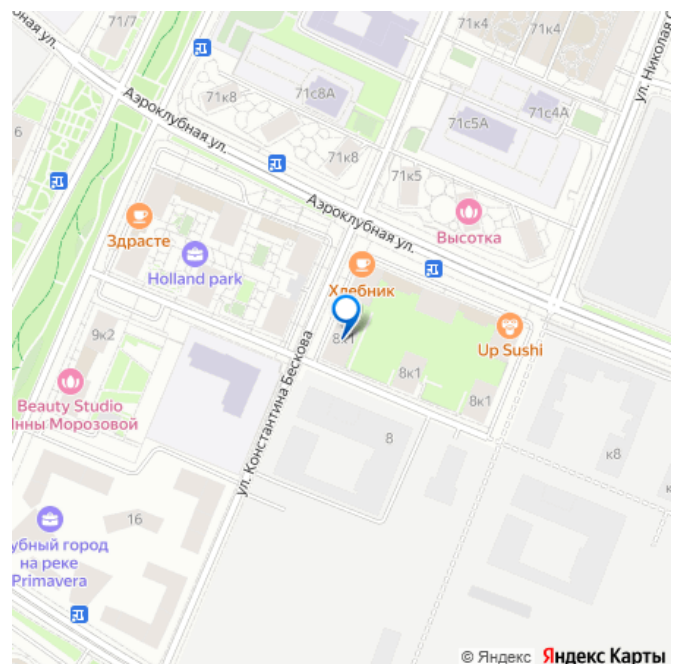 71/7
71к4
71к4
ул. Николая
71к8
71с8А
71с4А
71с5А
Аэроклубная ул.
6
71к8
71к5
Аэроклубная ул.
Высотка
Здрасте
Holland park
Хлебник
Up Sushi
9к2
8к1
8к1
8к1
ул. Константина Бескова
Beauty Studio
Инны Морозовой
8
к8
16
убный город
на реке
Primavera
© Яндекс Яндекс Карты